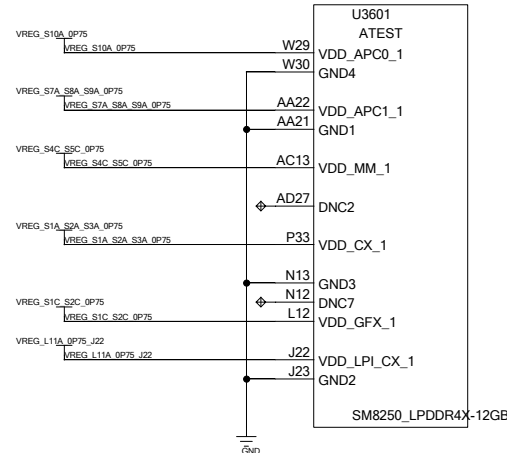 U3601
ATEST
VREG_S10A_0P75
VREG_S10A_0P75
W29 VDD_APC0_1
W30 GND4
VREG_S7A_S8A_S9A_0P75
VREG_S7A_S8A_S9A_0P75
AA22 VDD_APC1_1
AA21 GND1
VREG_S4C_S5C_0P75
VREG_S4C_S5C_0P75
AC13 VDD_MM_1
AD27 DNC2
VREG_S1A_S2A_S3A_0P75
VREG_S1A_S2A_S3A_0P75
P33 VDD_CX_1
N13 GND3
N12 DNC7
VREG_S1C_S2C_0P75
VREG_S1C_S2C_0P75
L12 VDD_GFX_1
VREG_L11A_0P75_J22
VREG_L11A_0P75_J22
J22 VDD_LPI_CX_1
J23 GND2
SM8250_LPDDR4X-12GB
GND